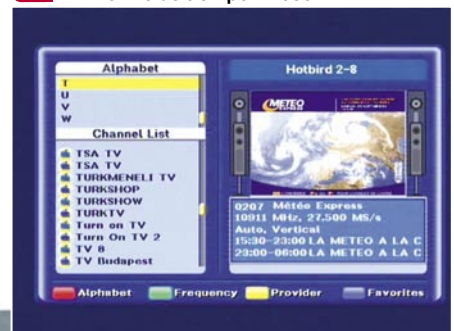 Alphabet
T
U
V
W
Channel List
TSA TV
TSA TV
TURKMENELI TV
TURKSHOP
TURKSHOW
TURKTV
Turn on TV
Turn On TV 2
TV 8
TV Budapest
Hotbird 2-8
METEO
EXPRESS
0207 Météo Express
10911 MHz, 27.500 MS/s
Auto, Vertical
15:30-23:00 LA METEO A LA C
23:00-06:00 LA METEO A LA C
Alphabet Frequency Provider Favorites